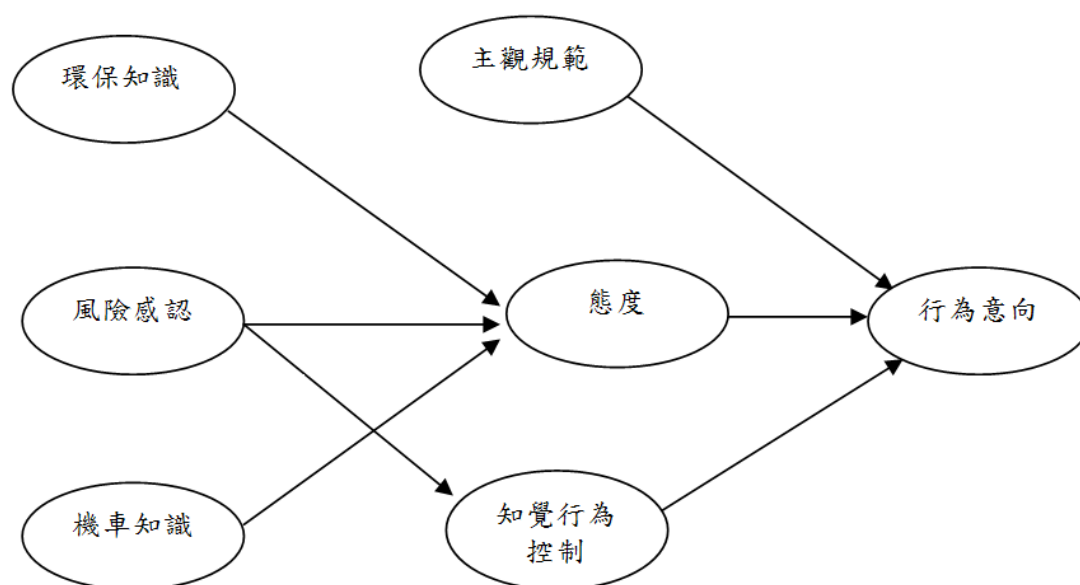 環保知識
主觀規範
風險感認
態度
行為意向
機車知識
知覺行為
控制